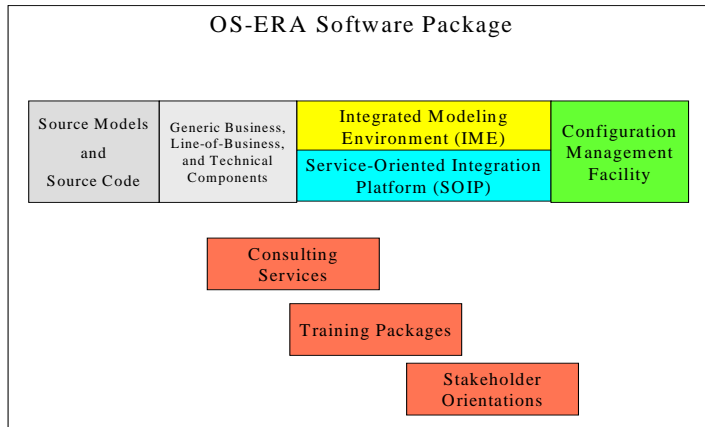 OS-ERA Software Package
Source Models
and
Source Code
Generic Business,
Line-of-Business,
and Technical
Components
Integrated Modeling
Environment (IME)
Service-Oriented Integration
Platform (SOIP)
Configuration
Management
Facility
Consulting
Services
Training Packages
Stakeholder
Orientations